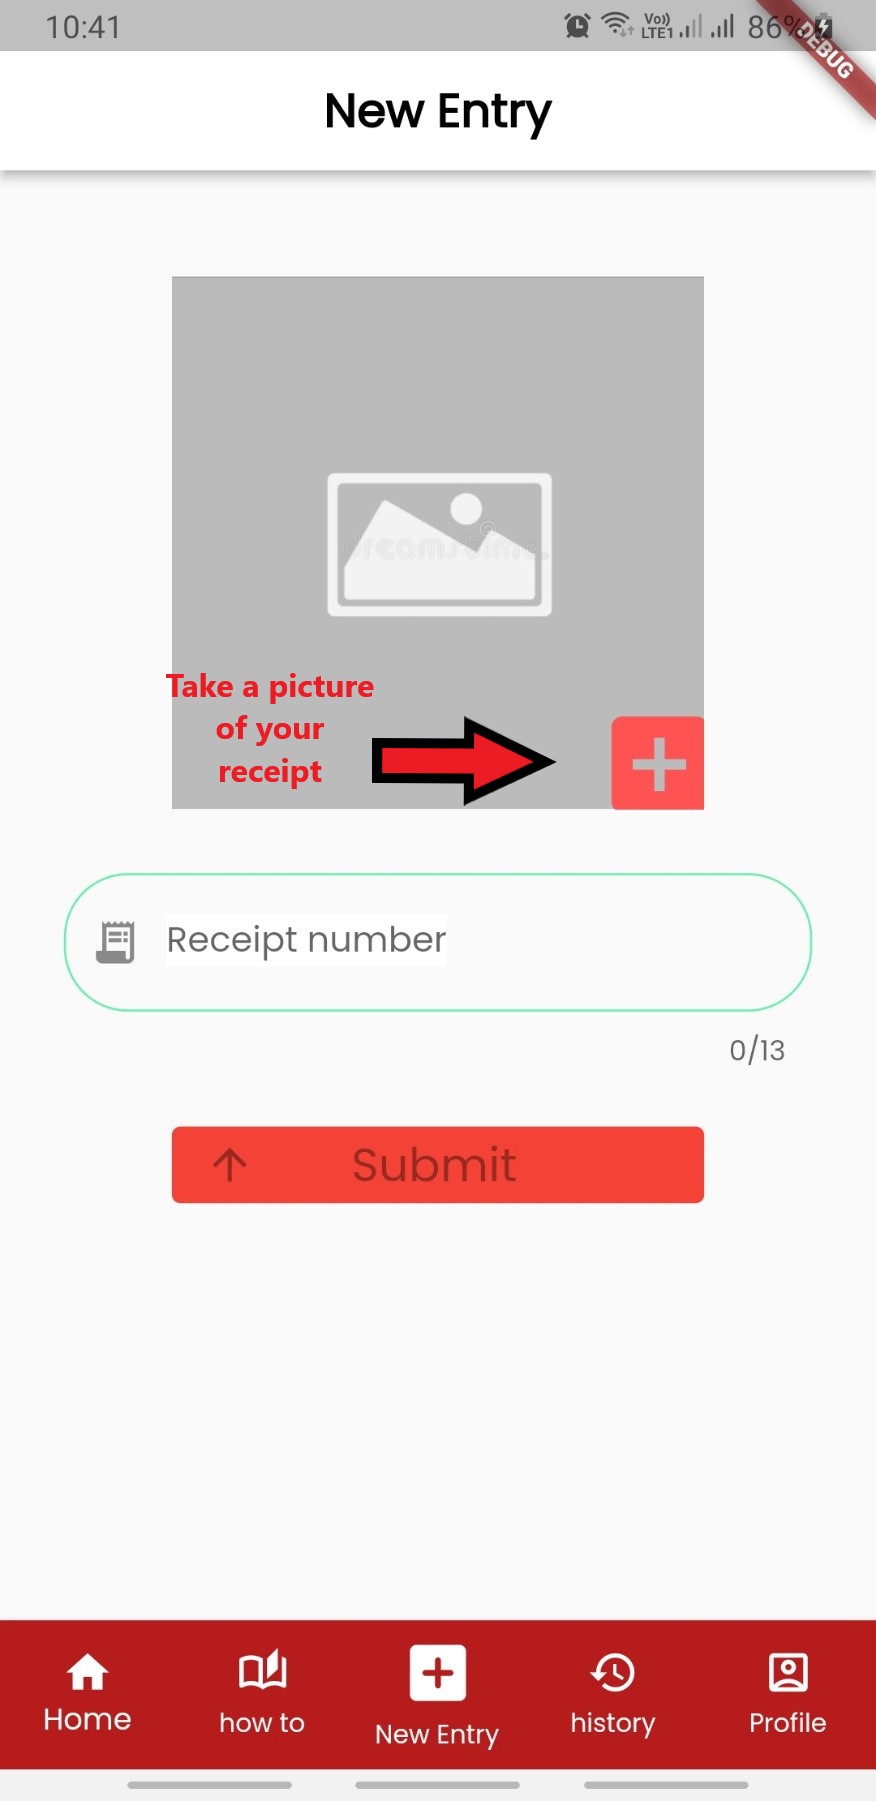 10:41
Vo))
LTE1
86%
DEBUG
New Entry
dreamstime.
Take a picture
of your
receipt
Receipt number
0/13
Submit
Home
how to
New Entry
history
Profile